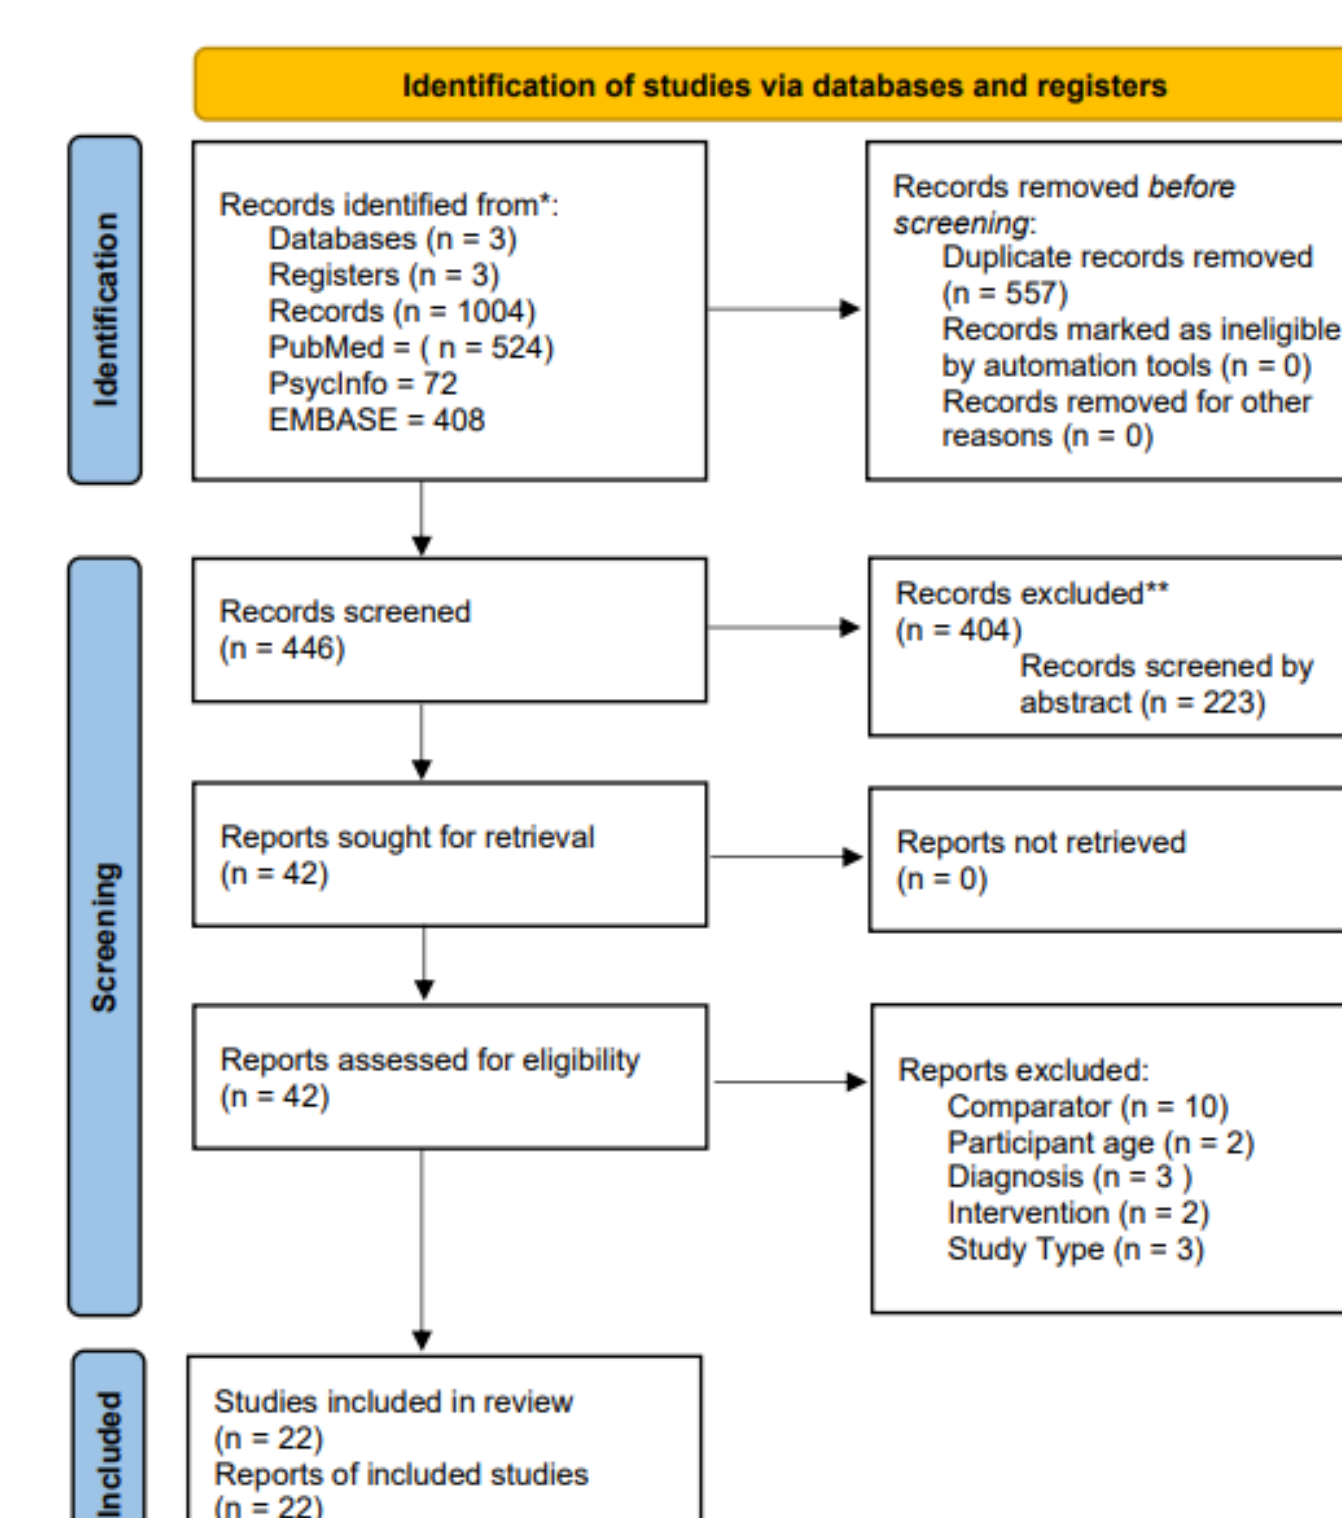 Identification of studies via databases and registers
Identification
Records identified from*:
Databases (n = 3)
Registers (n = 3)
Records (n = 1004)
PubMed = ( n = 524)
PsycInfo = 72
EMBASE = 408
Records removed before
screening:
Duplicate records removed
(n = 557)
Records marked as ineligible
by automation tools (n = 0)
Records removed for other
reasons (n = 0)
Screening
Records screened
(n = 446)
Records excluded**
(n = 404)
Records screened by
abstract (n = 223)
Reports sought for retrieval
(n = 42)
Reports not retrieved
(n = 0)
Reports assessed for eligibility
(n = 42)
Reports excluded:
Comparator (n = 10)
Participant age (n = 2)
Diagnosis (n = 3 )
Intervention (n = 2)
Study Type (n = 3)
Included
Studies included in review
(n = 22)
Reports of included studies
(n = 22)